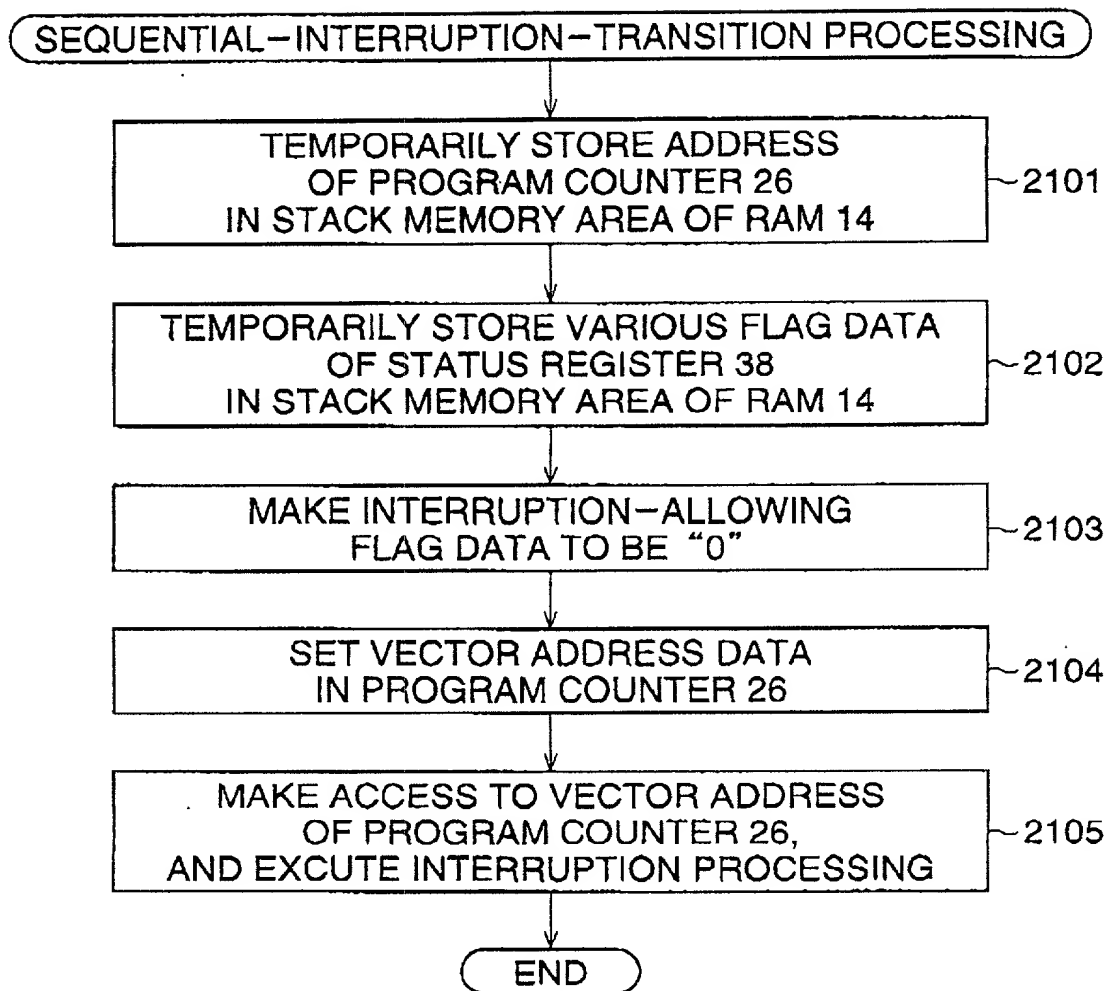 SEQUENTIAL-INTERRUPTION-TRANSITION PROCESSING
TEMPORARILY STORE ADDRESS
OF PROGRAM COUNTER 26
IN STACK MEMORY AREA OF RAM 14
2101
TEMPORARILY STORE VARIOUS FLAG DATA
OF STATUS REGISTER 38
IN STACK MEMORY AREA OF RAM 14
2102
MAKE INTERRUPTION-ALLOWING
FLAG DATA TO BE “0”
2103
SET VECTOR ADDRESS DATA
IN PROGRAM COUNTER 26
2104
MAKE ACCESS TO VECTOR ADDRESS
OF PROGRAM COUNTER 26,
AND EXCUTE INTERRUPTION PROCESSING
2105
END